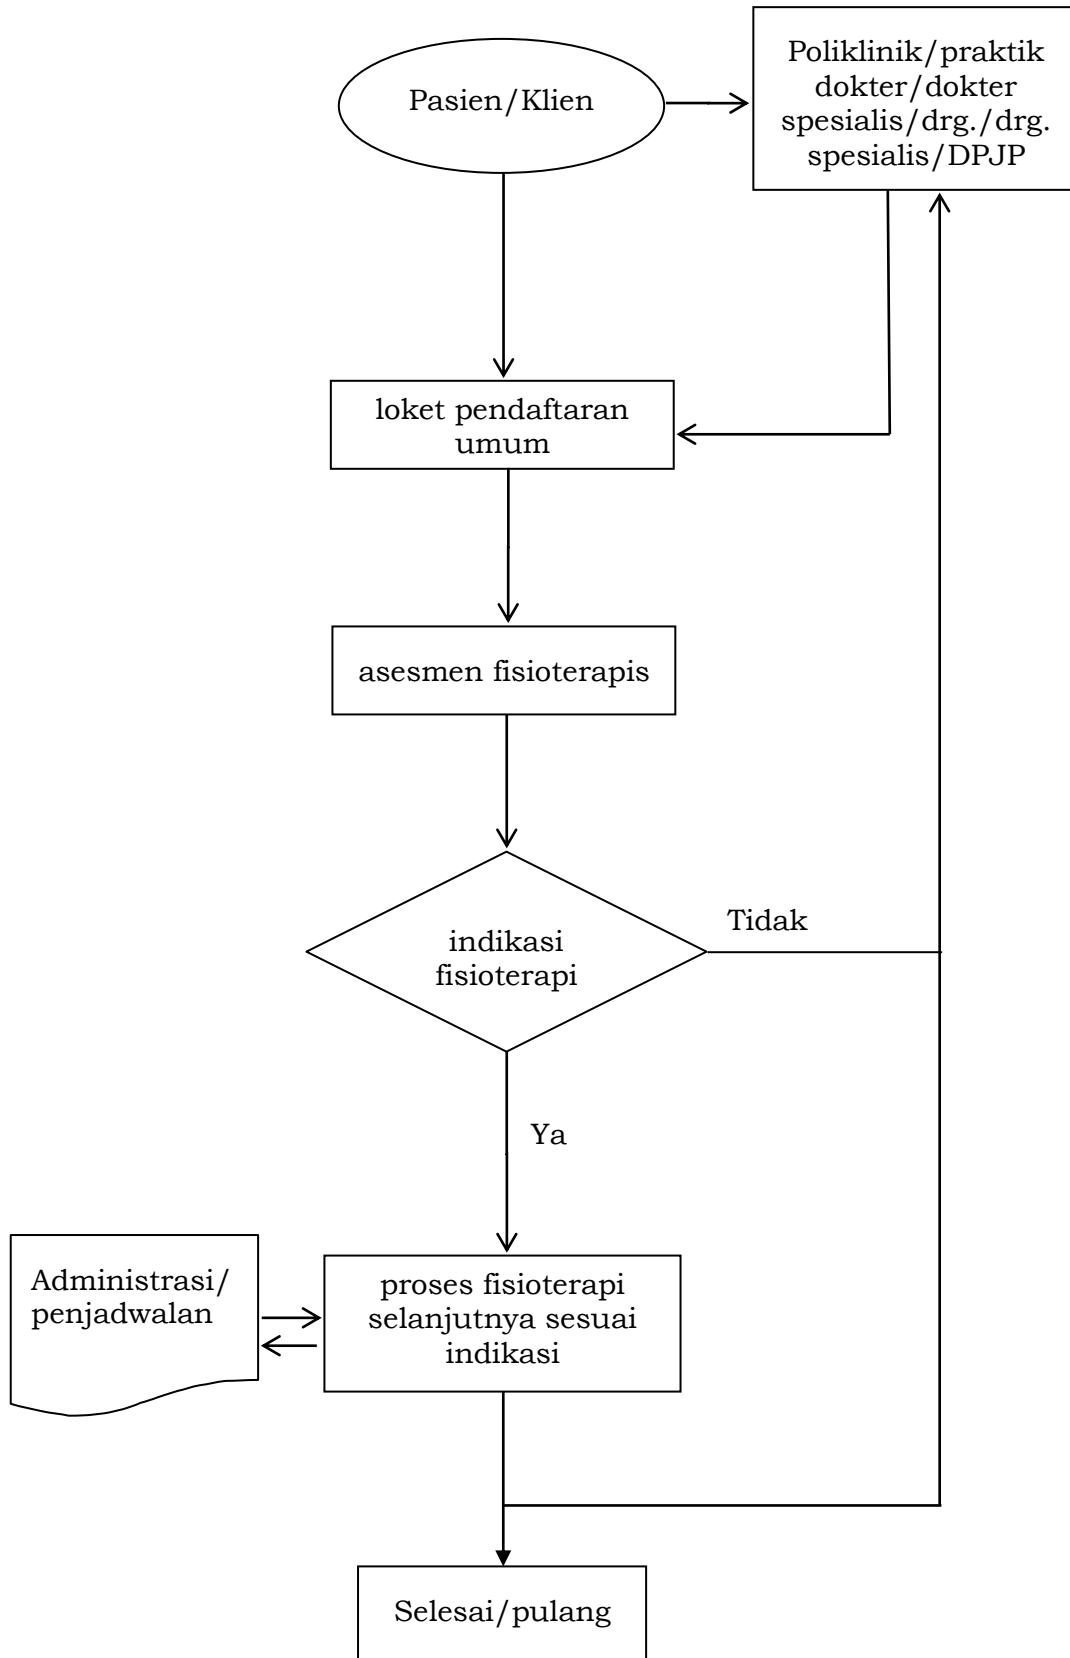 Pasien/Klien
Poliklinik/praktik
dokter/dokter
spesialis/drg./drg.
spesialis/DPJP
loket pendaftaran
umum
asesmen fisioterapis
indikasi
fisioterapi
Tidak
Ya
Administrasi/
penjadwalan
proses fisioterapi
selanjutnya sesuai
indikasi
Selesai/pulang